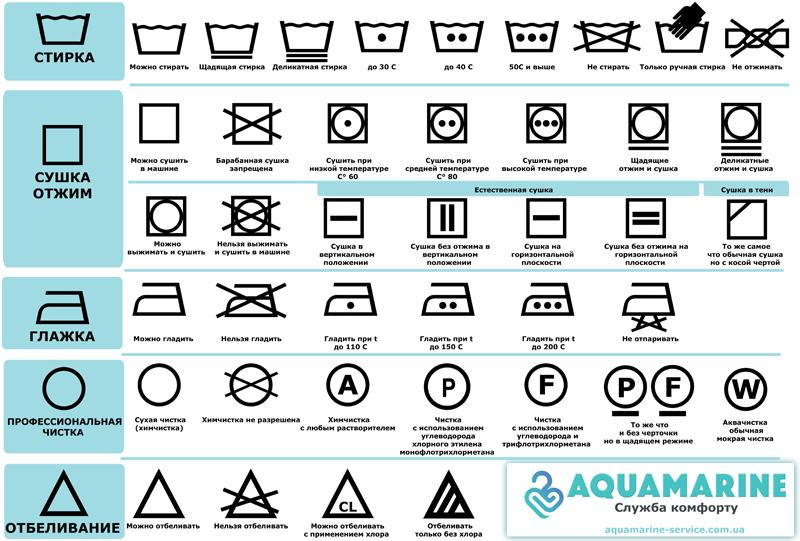 СТИРКА
Можно стирать
Щадящая стирка
Деликатная стирка
до 30 С
до 40 С
50С и выше
Не стирать
Только ручная стирка
Не отжимать
СУШКА
ОТЖИМ
Можно сушить
в машине
Барабанная сушка
запрещена
Сушить при
низкой температуре
С° 60
Сушить при
средней температуре
С° 80
Сушить при
высокой температуре
Щадящие
отжим и сушка
Деликатные
отжим и сушка
Естественная сушка
Сушка в тени
Можно
выжимать и сушить
Нельзя выжимать
и сушить в машине
Сушка в
вертикальном
положении
Сушка без отжима в
вертикальном
положении
Сушка на
горизонтальной
плоскости
Сушка без отжима на
горизонтальной
плоскости
То же самое
что обычная сушка
но с косой чертой
ГЛАЖКА
Можно гладить
Нельзя гладить
Гладить при t
до 110 С
Гладить при t
до 150 С
Гладить при t
до 200 С
Не отпаривать
ПРОФЕССИОНАЛЬНАЯ
ЧИСТКА
A
P
F
P
F
W
Сухая чистка
(химчистка)
Химчистка не разрешена
Химчистка
с любым растворителем
Чистка
с использованием
углеводорода
хлорного этилена
монофлотрихлорметана
Чистка
с использованием
углеводорода и
трифлотрихлорметана
То же что
и без черточки
но в щадящем режиме
Аквачистка
обычная
мокрая чистка
ОТБЕЛИВАНИЕ
CL
Можно отбеливать
Нельзя отбеливать
Можно отбеливать
с применением хлора
Отбеливать
только без хлора
AQUAMARINE
Служба комфорту
aquamarine-service.com.ua